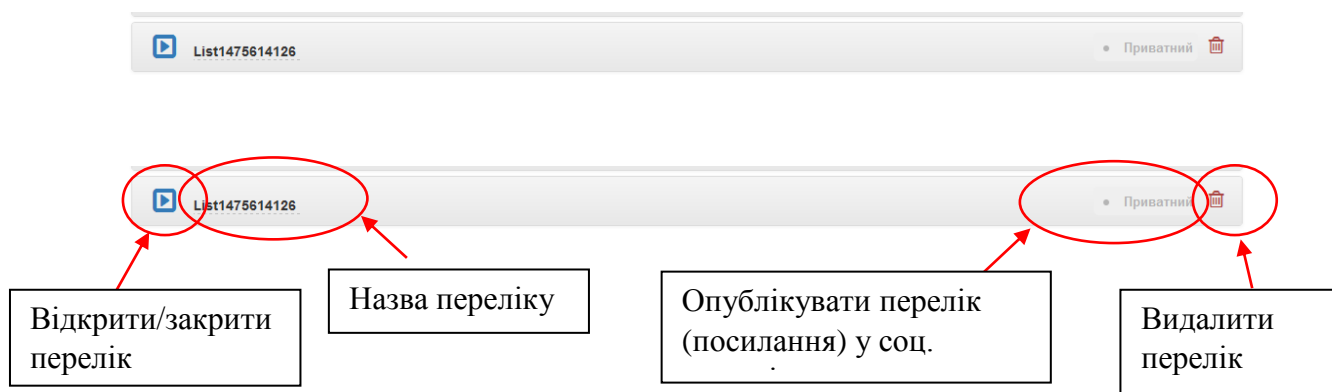 List1475614126 • Приватний
List1475614126 • Приватний
Відкрити/закрити
перелік
Назва переліку
Опублікувати перелік
(посилання) у соц.
Видалити
перелік